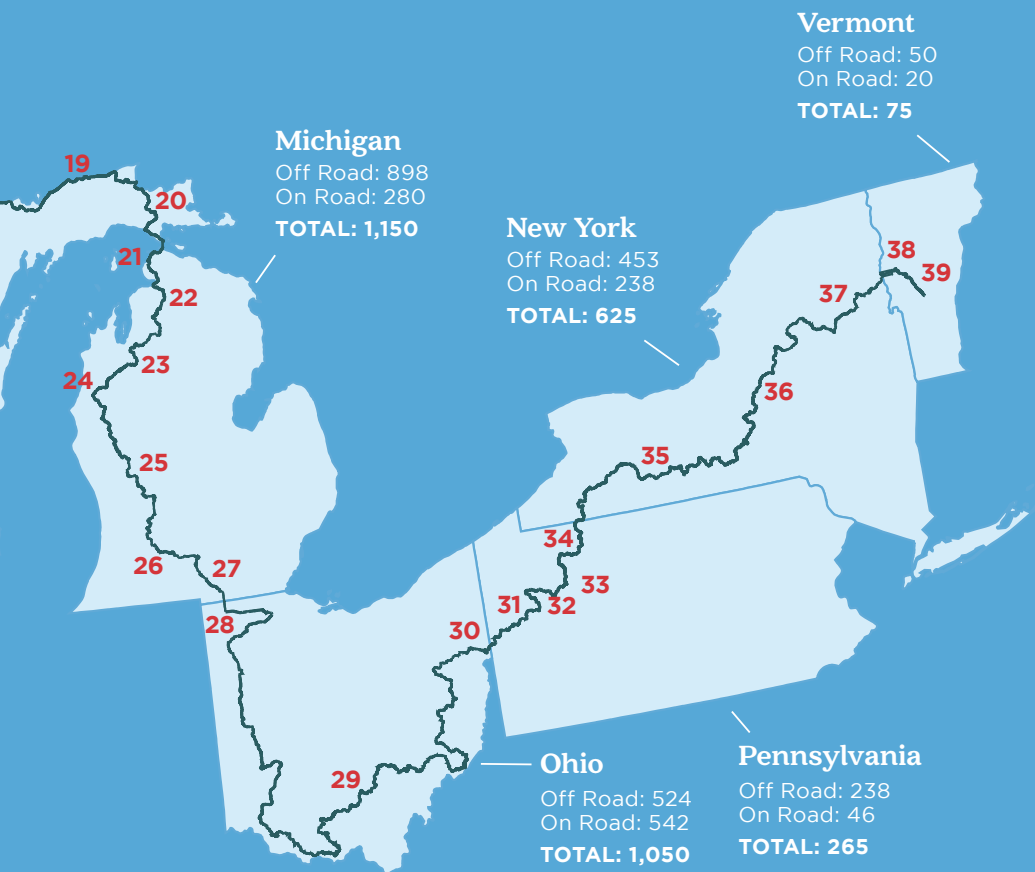 Vermont
Off Road: 50
On Road: 20
TOTAL: 75
Michigan
Off Road: 898
On Road: 280
TOTAL: 1,150
New York
Off Road: 453
On Road: 238
TOTAL: 625
19
20
21
22
23
24
25
26
27
28
29
30
31
32
33
34
35
36
37
38
39
Ohio
Off Road: 524
On Road: 542
TOTAL: 1,050
Pennsylvania
Off Road: 238
On Road: 46
TOTAL: 265